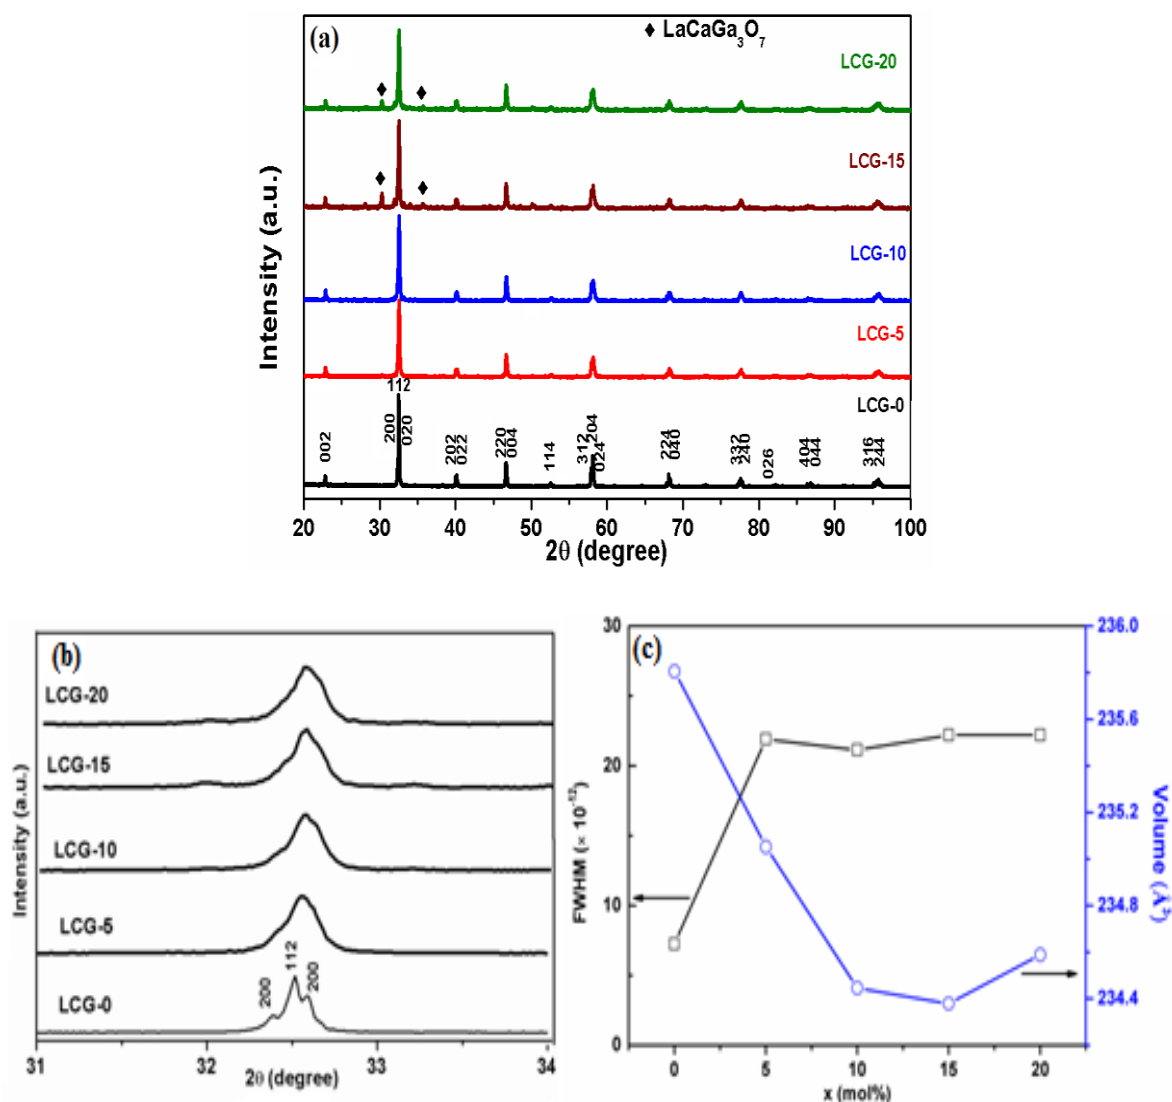 (a)
♦ LaCaGa3O7
LCG-20
LCG-15
LCG-10
LCG-5
LCG-0
Intensity (a.u.)
002
200
112
020
202
022
220
004
114
312
204
024
224
040
332
240
026
404
044
316
244
20 30 40 50 60 70 80 90 100
2θ (degree)
(b)
LCG-20
LCG-15
LCG-10
LCG-5
LCG-0
200
112
200
Intensity (a.u.)
31 32 33 34
2θ (degree)
(c)
30
20
10
0
FWHM (× 10⁻¹²)
236.0
235.6
235.2
234.8
234.4
Volume (Å³)
0 5 10 15 20
x (mol%)